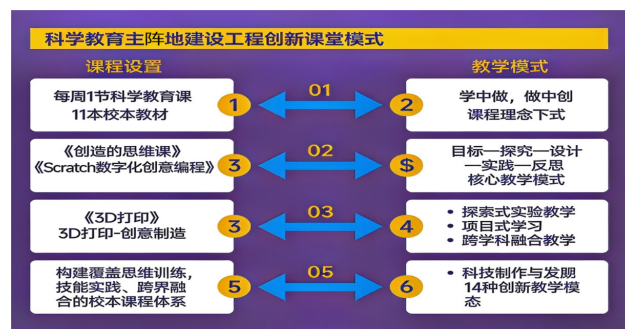 科学教育主阵地建设工程创新课堂模式
课程设置
教学模式
每周1节科学教育课
11本校本教材
1
01
2
学中做，做中创
课程理念下式
《创造的思维课》
《Scratch数字化创意编程》
3
02
$
目标—探究—设计
—实践—反思
核心教学模式
《3D打印》
3D打印-创意制造
3
03
4
• 探索式实验教学
• 项目式学习
• 跨学科融合教学
构建覆盖思维训练，
技能实践、跨界融
合的校本课程体系
5
05
6
• 科技制作与发
14种创新教学模
态